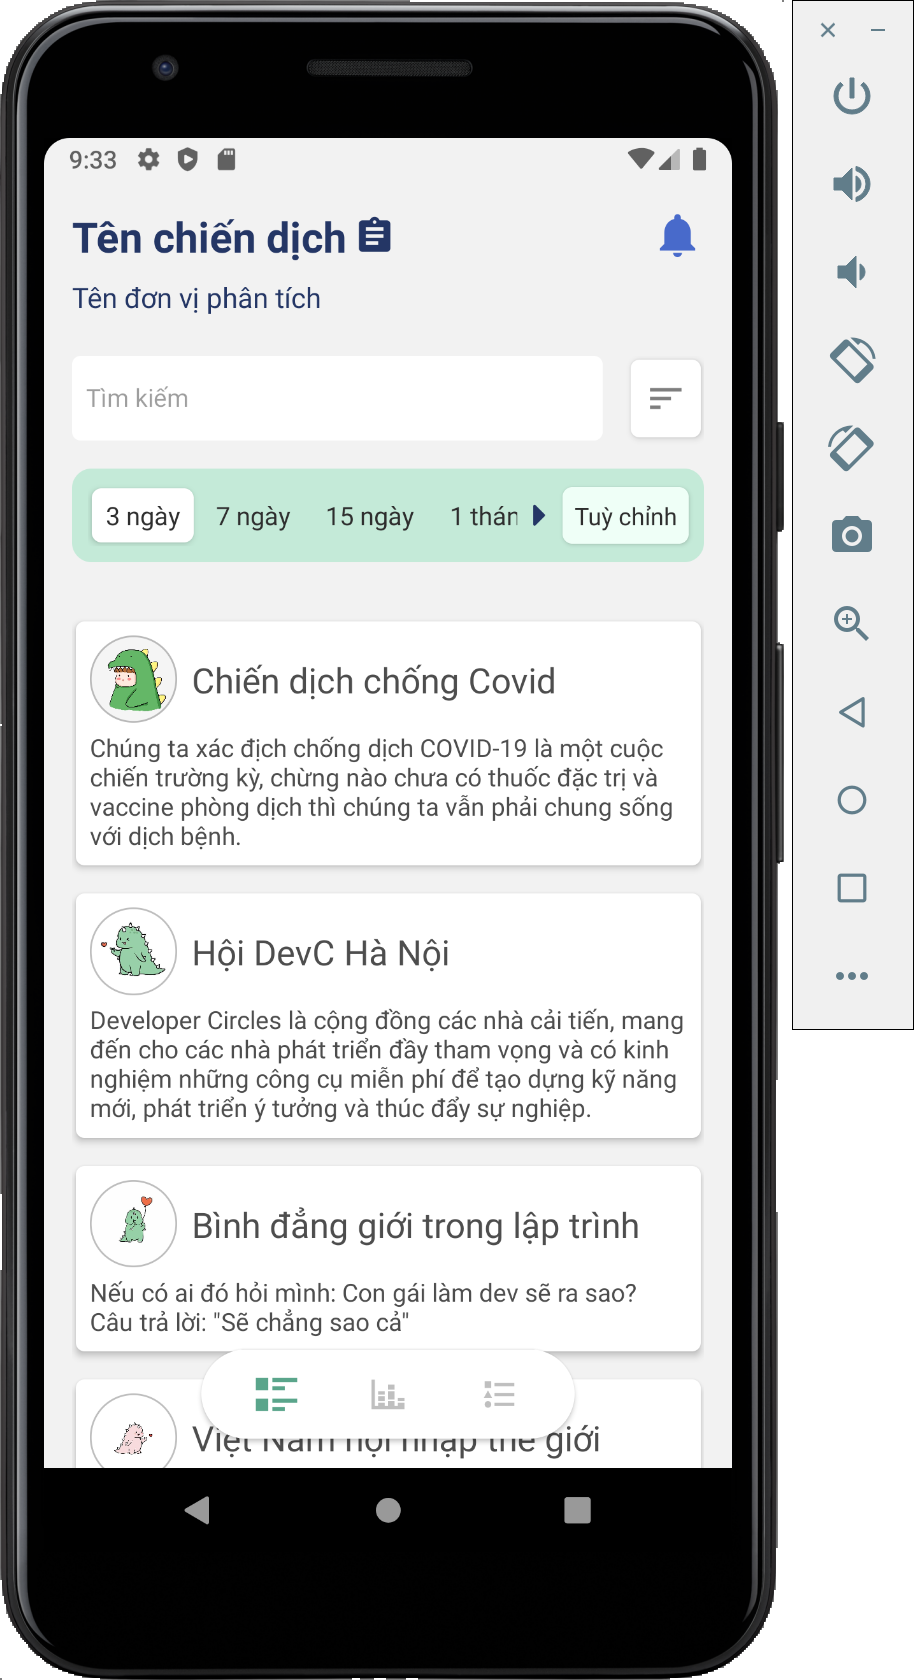 9:33
Tên chiến dịch
Tên đơn vị phân tích
Tìm kiếm
3 ngày 7 ngày 15 ngày 1 thán Tuỳ chỉnh
Chiến dịch chống Covid
Chúng ta xác địch chống dịch COVID-19 là một cuộc
chiến trường kỳ, chừng nào chưa có thuốc đặc trị và
vaccine phòng dịch thì chúng ta vẫn phải chung sống
với dịch bệnh.
Hội DevC Hà Nội
Developer Circles là cộng đồng các nhà cải tiến, mang
đến cho các nhà phát triển đầy tham vọng và có kinh
nghiệm những công cụ miễn phí để tạo dựng kỹ năng
mới, phát triển ý tưởng và thúc đẩy sự nghiệp.
Bình đẳng giới trong lập trình
Nếu có ai đó hỏi mình: Con gái làm dev sẽ ra sao?
Câu trả lời: "Sẽ chẳng sao cả"
Việt Nam hội nhập thế giới